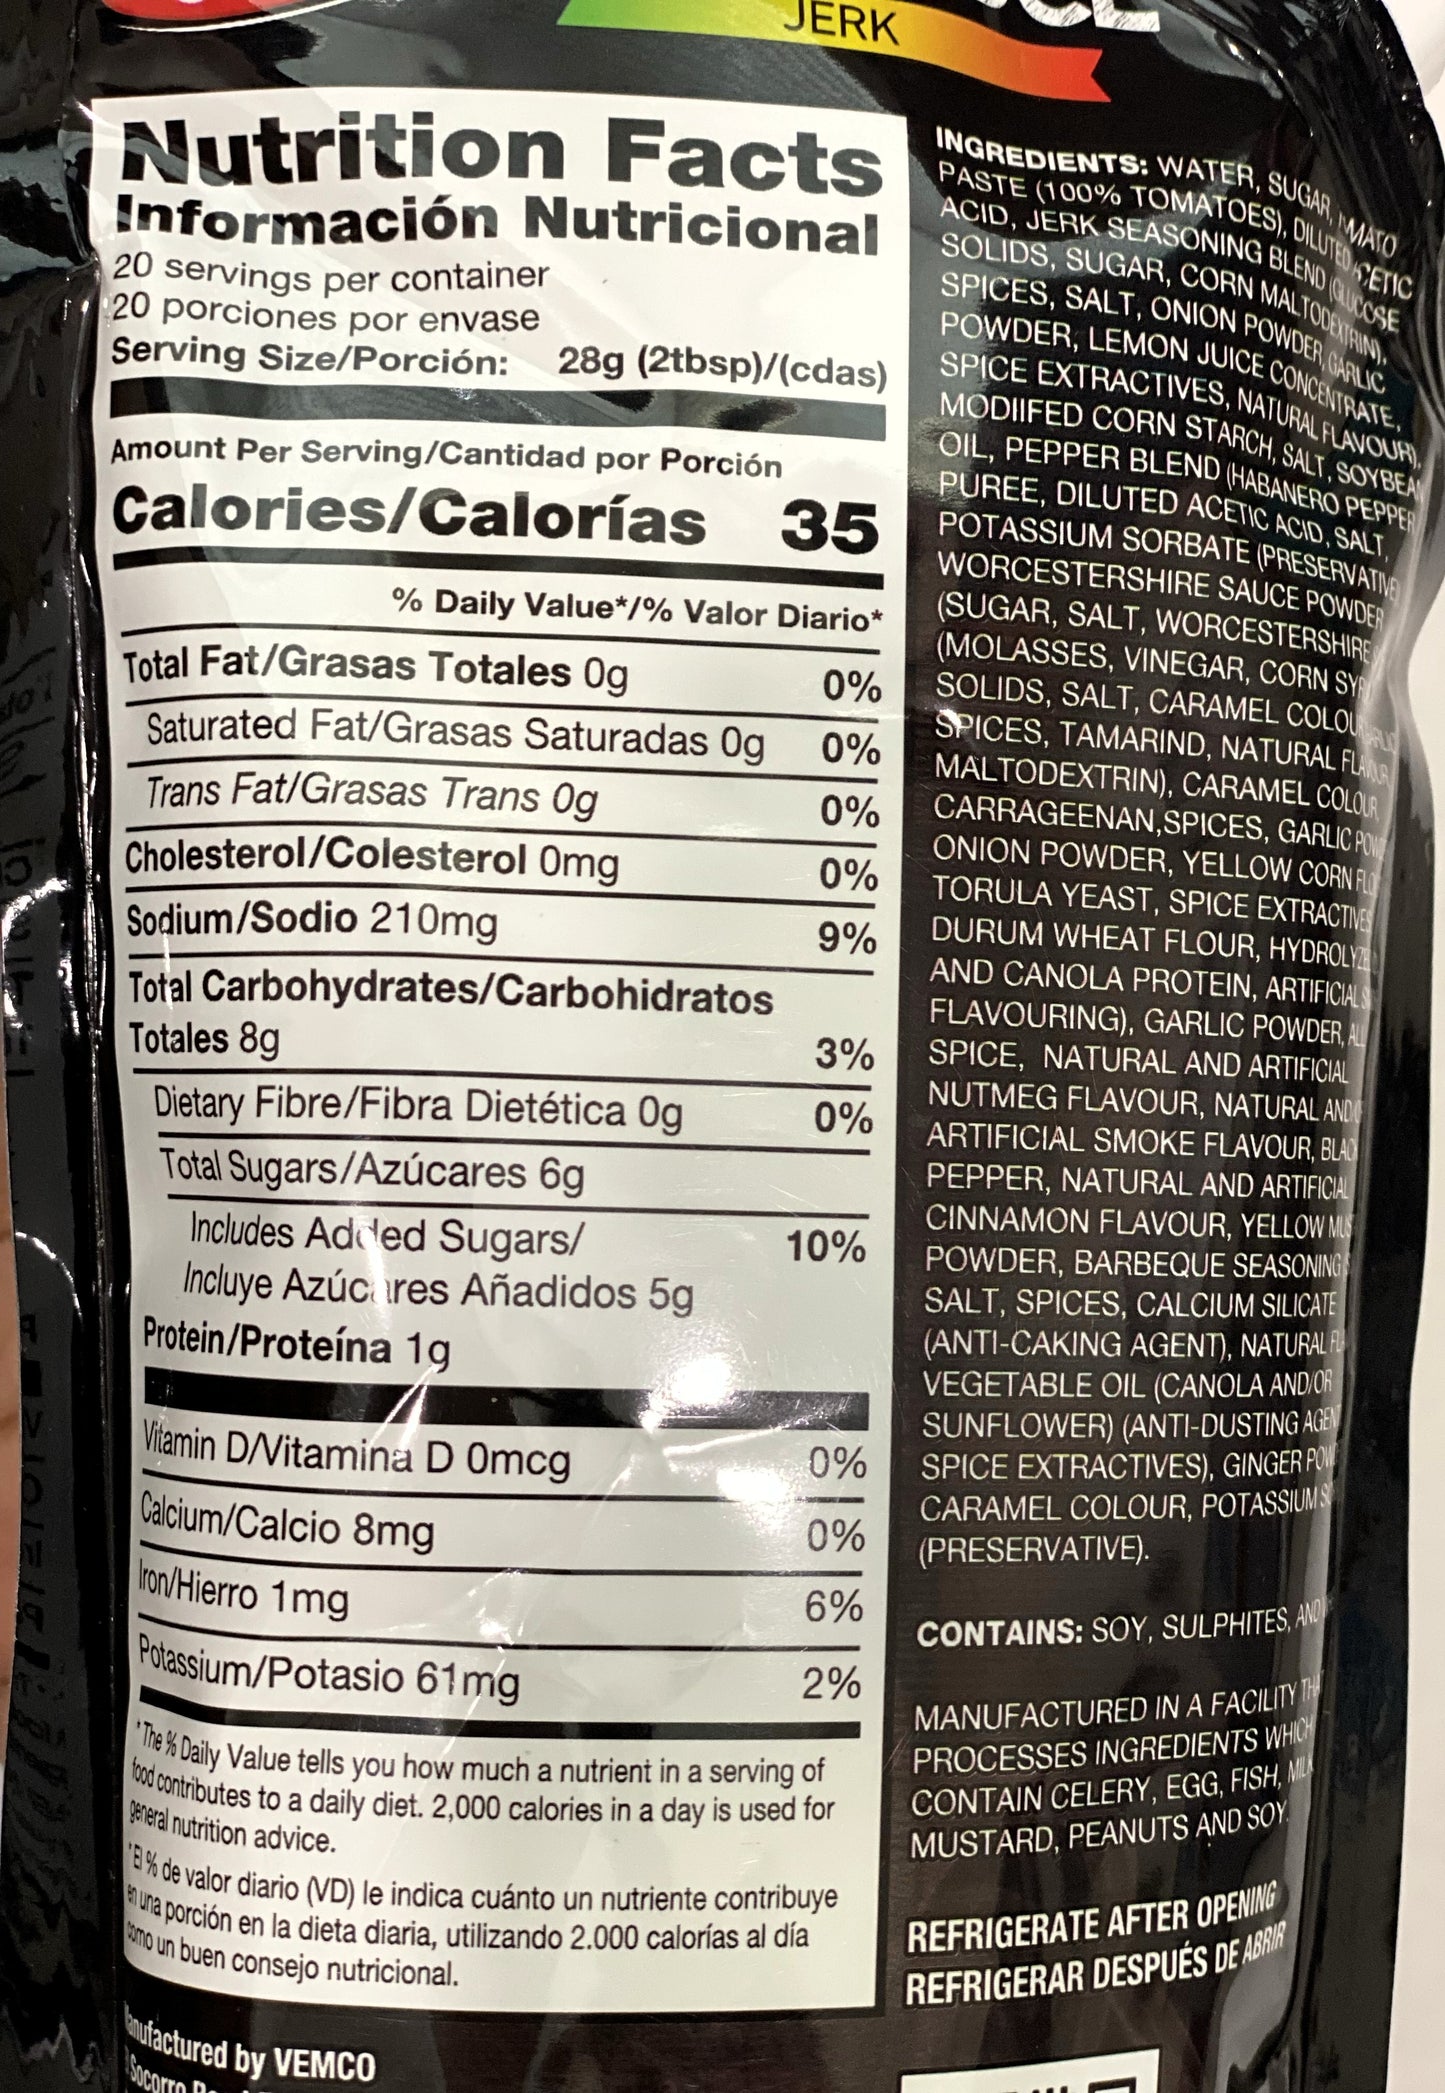 JERK
Nutrition Facts
Información Nutricional
20 servings per container
20 porciones por envase
Serving Size/Porción: 28g (2tbsp)/(cdas)
Amount Per Serving/Cantidad por Porción
Calories/Calorías 35
% Daily Value*/% Valor Diario*
Total Fat/Grasas Totales 0g 0%
Saturated Fat/Grasas Saturadas 0g 0%
Trans Fat/Grasas Trans 0g 0%
Cholesterol/Colesterol 0mg 0%
Sodium/Sodio 210mg 9%
Total Carbohydrates/Carbohidratos
Totales 8g 3%
Dietary Fibre/Fibra Dietética 0g 0%
Total Sugars/Azúcares 6g
Includes Added Sugars/ 10%
Incluye Azúcares Añadidos 5g
Protein/Proteína 1g
Vitamin D/Vitamina D 0mcg 0%
Calcium/Calcio 8mg 0%
Iron/Hierro 1mg 6%
Potassium/Potasio 61mg 2%
*The % Daily Value tells you how much a nutrient in a serving of
food contributes to a daily diet. 2,000 calories in a day is used for
general nutrition advice.
*El % de valor diario (VD) le indica cuánto un nutriente contribuye
en una porción en la dieta diaria, utilizando 2.000 calorías al día
como un buen consejo nutricional.
Manufactured by VEMCO
Socorro
INGREDIENTS: WATER, SUGAR,
PASTE (100% TOMATOES), DILUTED
ACID, JERK SEASONING BLEND (GLUCOSE
SOLIDS, SUGAR, CORN MALTODEXTRIN),
SPICES, SALT, ONION POWDER, GARLIC
POWDER, LEMON JUICE CONCENTRATE,
SPICE EXTRACTIVES, NATURAL FLAVOUR),
MODIIFED CORN STARCH, SALT, SOYBEAN
OIL, PEPPER BLEND (HABANERO PEPPER
PUREE, DILUTED ACETIC ACID, SALT,
POTASSIUM SORBATE (PRESERVATIVE)
WORCESTERSHIRE SAUCE POWDER
(SUGAR, SALT, WORCESTERSHIRE
(MOLASSES, VINEGAR, CORN
SOLIDS, SALT, CARAMEL COLOUR,
SPICES, TAMARIND, NATURAL FLAVOUR
MALTODEXTRIN), CARAMEL COLOUR,
CARRAGEENAN,SPICES, GARLIC
ONION POWDER, YELLOW CORN
TORULA YEAST, SPICE EXTRACTIVES
DURUM WHEAT FLOUR,
AND CANOLA PROTEIN, ARTIFICIAL
FLAVOURING), GARLIC POWDER, ALL
SPICE, NATURAL AND ARTIFICIAL
NUTMEG FLAVOUR, NATURAL
ARTIFICIAL SMOKE FLAVOUR,
PEPPER, NATURAL AND ARTIFICIAL
CINNAMON FLAVOUR, YELLOW
POWDER, BARBEQUE SEASONING
SALT, SPICES, CALCIUM SILICATE
(ANTI-CAKING AGENT), NATURAL
VEGETABLE OIL (CANOLA AND/OR
SUNFLOWER) (ANTI-DUSTING
SPICE EXTRACTIVES), GINGER
CARAMEL COLOUR, POTASSIUM
(PRESERVATIVE).
CONTAINS: SOY, SULPHITES, AND
MANUFACTURED IN A FACILITY
PROCESSES INGREDIENTS WHICH
CONTAIN CELERY, EGG, FISH, MILK
MUSTARD, PEANUTS AND SOY.
REFRIGERATE AFTER OPENING
REFRIGERAR DESPUÉS DE ABRIR